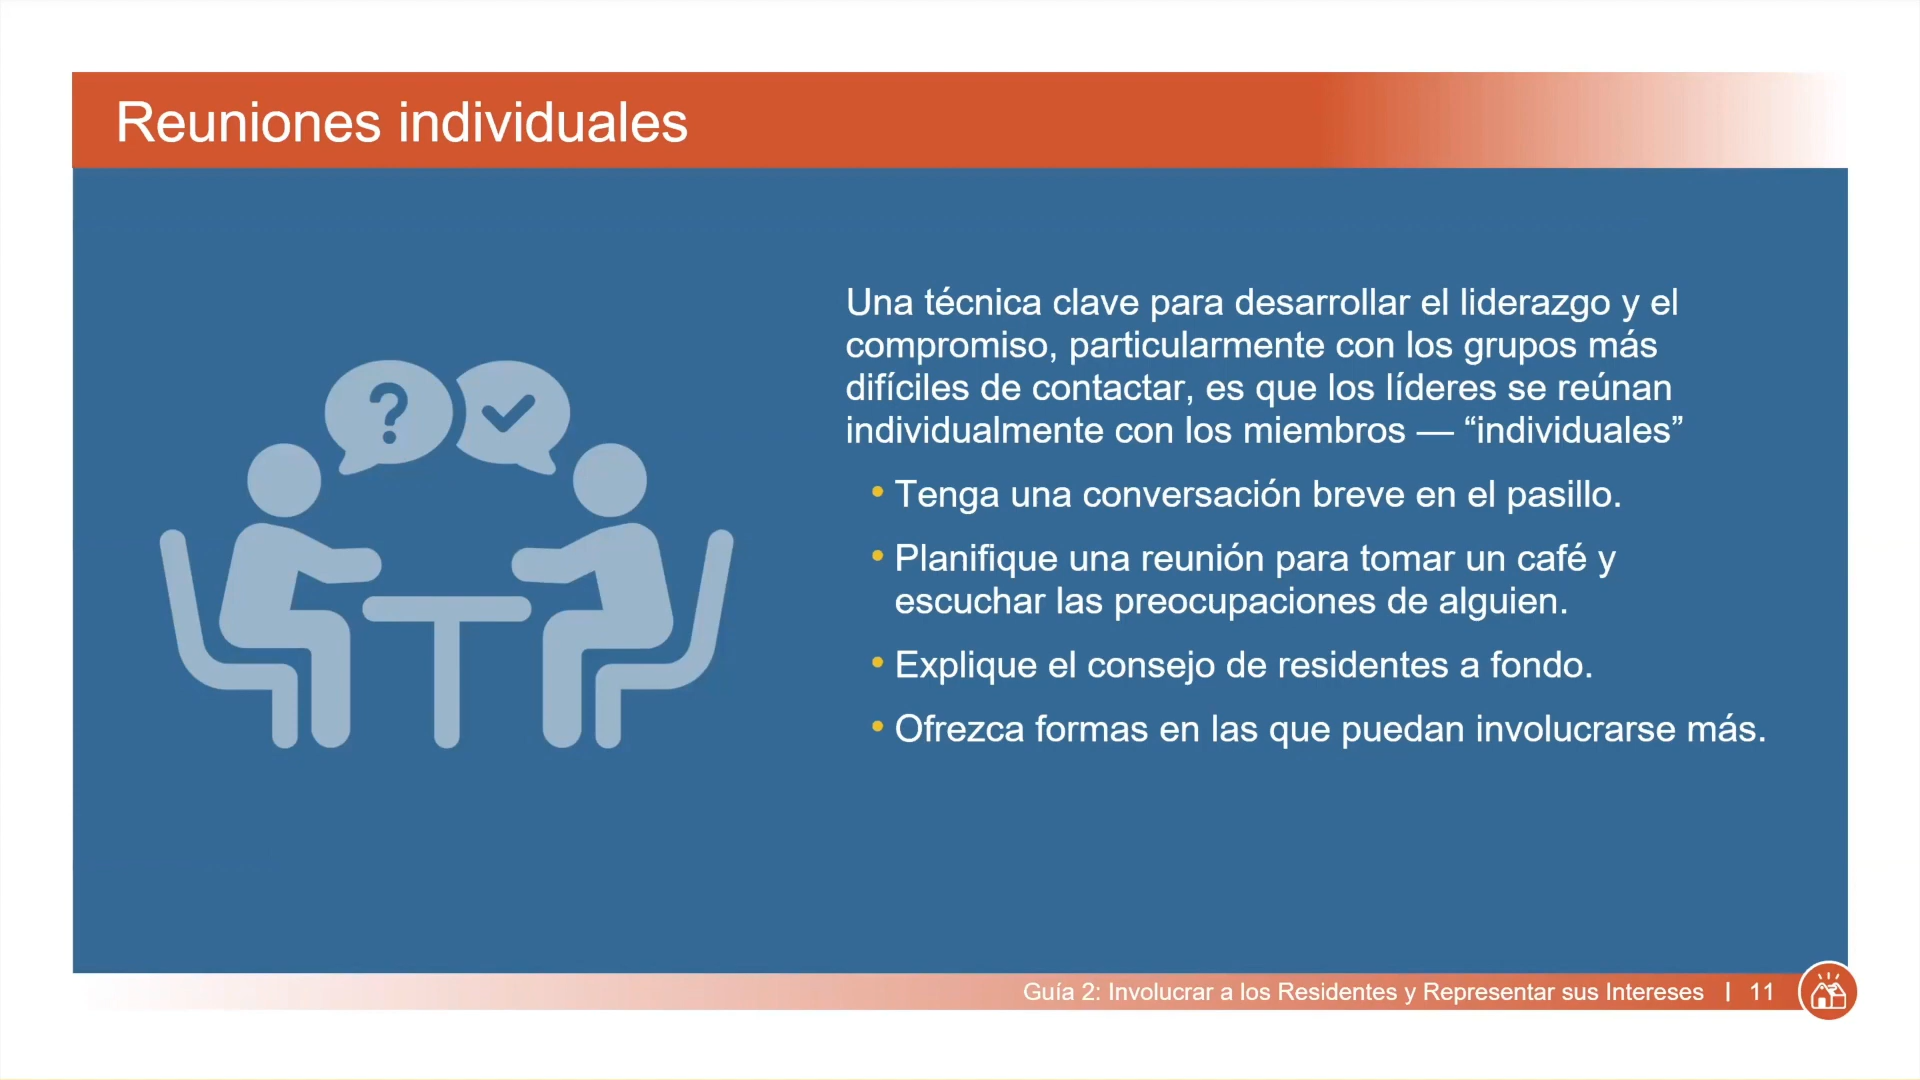 Reuniones individuales
Una técnica clave para desarrollar el liderazgo y el
compromiso, particularmente con los grupos más
difíciles de contactar, es que los líderes se reúnan
individualmente con los miembros — “individuales”
• Tenga una conversación breve en el pasillo.
• Planifique una reunión para tomar un café y
escuchar las preocupaciones de alguien.
• Explique el consejo de residentes a fondo.
• Ofrezca formas en las que puedan involucrarse más.
Guía 2: Involucrar a los Residentes y Representar sus Intereses | 11